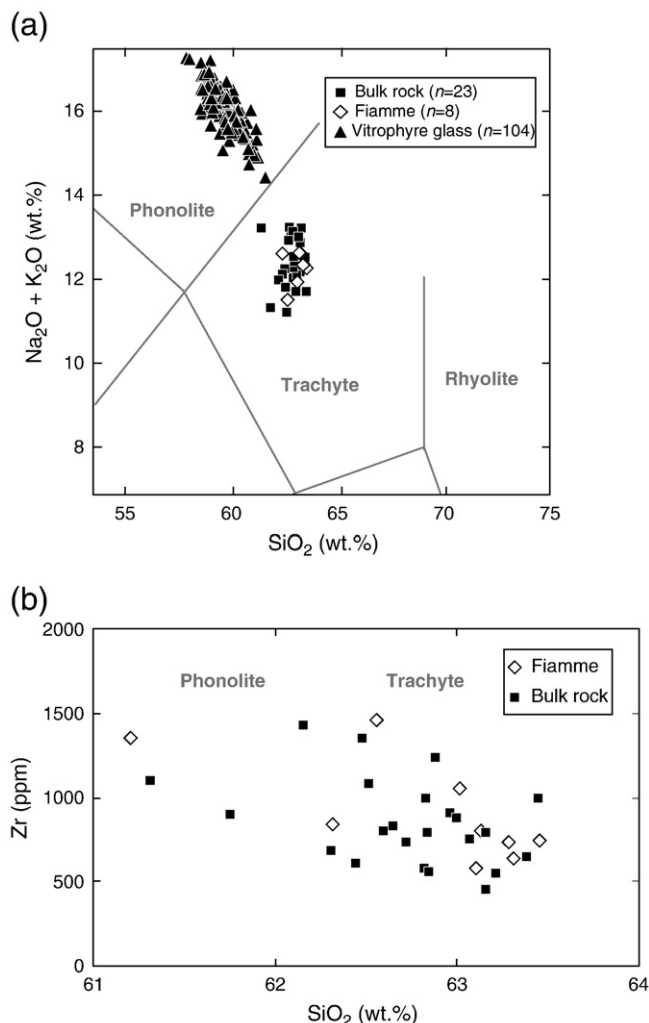 (a)
16
14
12
10
8
Na₂O + K₂O (wt.%)
Bulk rock (n=23)
Fiamme (n=8)
Vitrophyre glass (n=104)
Phonolite
Trachyte
Rhyolite
55
60
65
70
75
SiO₂ (wt.%)
(b)
2000
1500
1000
500
0
Zr (ppm)
Phonolite
Trachyte
Fiamme
Bulk rock
61
62
63
64
SiO₂ (wt.%)